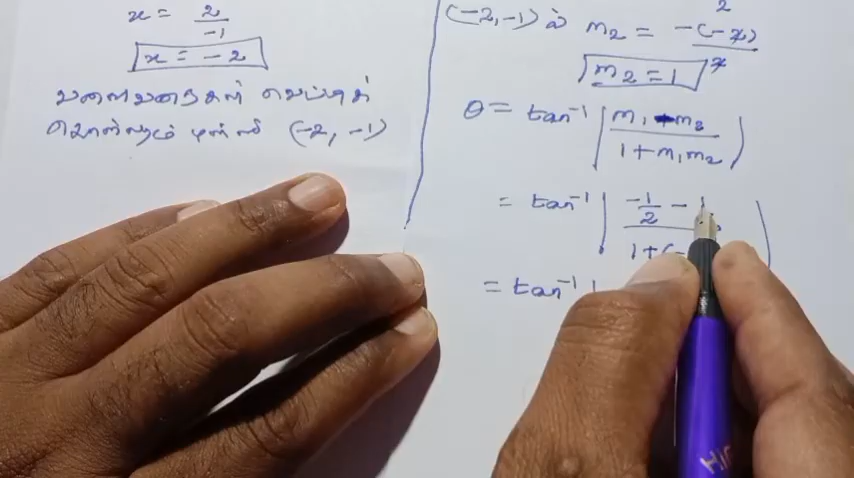 x = 2/-1
x = -2
வளைவரைகள் வெட்டிக்
கொள்ளும் புள்ளி (-2, -1)
(-2, -1) ல் m2 = -(-2)/2
m2 = 1
θ = tan⁻¹ | m1 - m2 / 1 + m1m2 |
= tan⁻¹ | -1/2 - 1 / 1 + (-
= tan⁻¹ |